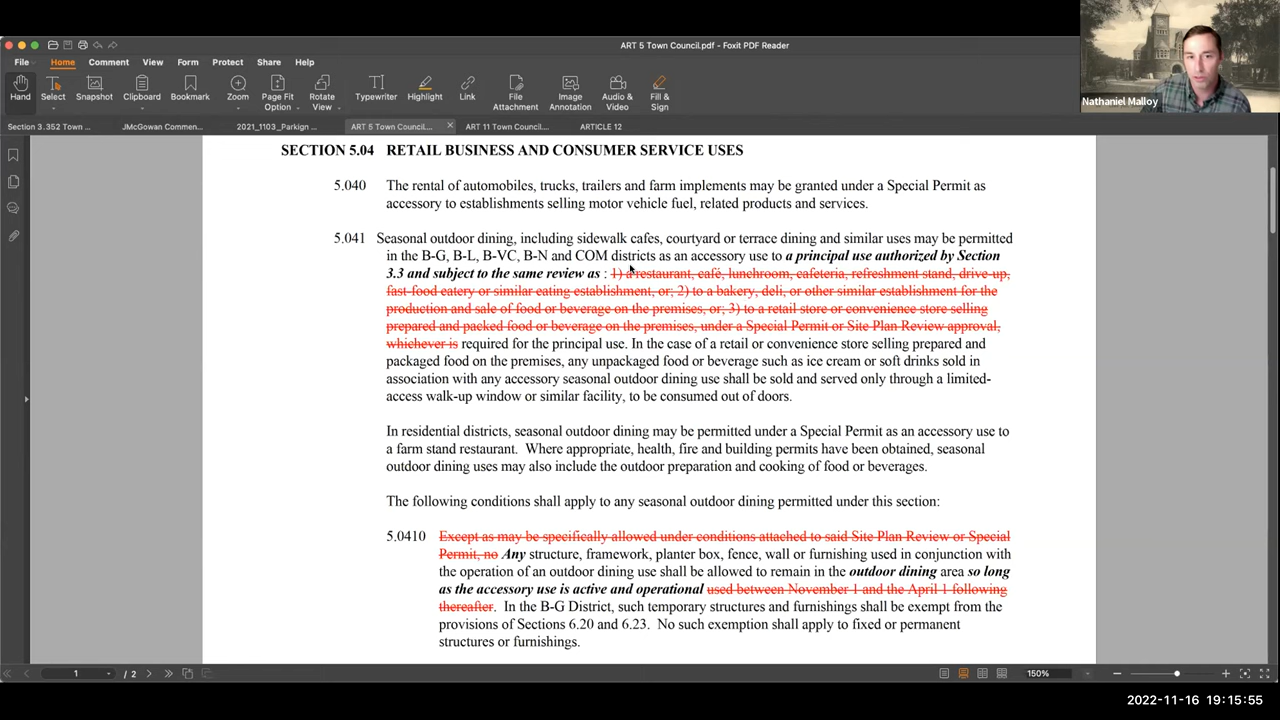 ART 5 Town Council.pdf - Foxit PDF Reader
File Home Comment View Form Protect Share Help
Hand Select Snapshot Clipboard Bookmark Zoom Page Fit Option Rotate View Typewriter Highlight Link File Attachment Image Annotation Audio & Video Fill & Sign
Nathaniel Malloy
Section 3.352 Town ... JMcGowan Commen... 2021_1103_Parkign ... ART 5 Town Council.... ART 11 Town Council.... ARTICLE 12
SECTION 5.04 RETAIL BUSINESS AND CONSUMER SERVICE USES
5.040 The rental of automobiles, trucks, trailers and farm implements may be granted under a Special Permit as
accessory to establishments selling motor vehicle fuel, related products and services.
5.041 Seasonal outdoor dining, including sidewalk cafes, courtyard or terrace dining and similar uses may be permitted
in the B-G, B-L, B-VC, B-N and COM districts as an accessory use to a principal use authorized by Section
3.3 and subject to the same review as : 1) a restaurant, café, lunchroom, cafeteria, refreshment stand, drive-up,
fast-food eatery or similar eating establishment, or; 2) to a bakery, deli, or other similar establishment for the
production and sale of food or beverage on the premises, or; 3) to a retail store or convenience store selling
prepared and packed food or beverage on the premises, under a Special Permit or Site Plan Review approval,
whichever is required for the principal use. In the case of a retail or convenience store selling prepared and
packaged food on the premises, any unpackaged food or beverage such as ice cream or soft drinks sold in
association with any accessory seasonal outdoor dining use shall be sold and served only through a limited-
access walk-up window or similar facility, to be consumed out of doors.
In residential districts, seasonal outdoor dining may be permitted under a Special Permit as an accessory use to
a farm stand restaurant. Where appropriate, health, fire and building permits have been obtained, seasonal
outdoor dining uses may also include the outdoor preparation and cooking of food or beverages.
The following conditions shall apply to any seasonal outdoor dining permitted under this section:
5.0410 Except as may be specifically allowed under conditions attached to said Site Plan Review or Special
Permit, no Any structure, framework, planter box, fence, wall or furnishing used in conjunction with
the operation of an outdoor dining use shall be allowed to remain in the outdoor dining area so long
as the accessory use is active and operational used between November 1 and the April 1 following
thereafter. In the B-G District, such temporary structures and furnishings shall be exempt from the
provisions of Sections 6.20 and 6.23. No such exemption shall apply to fixed or permanent
structures or furnishings.
1 / 2 150%
2022-11-16 19:15:55